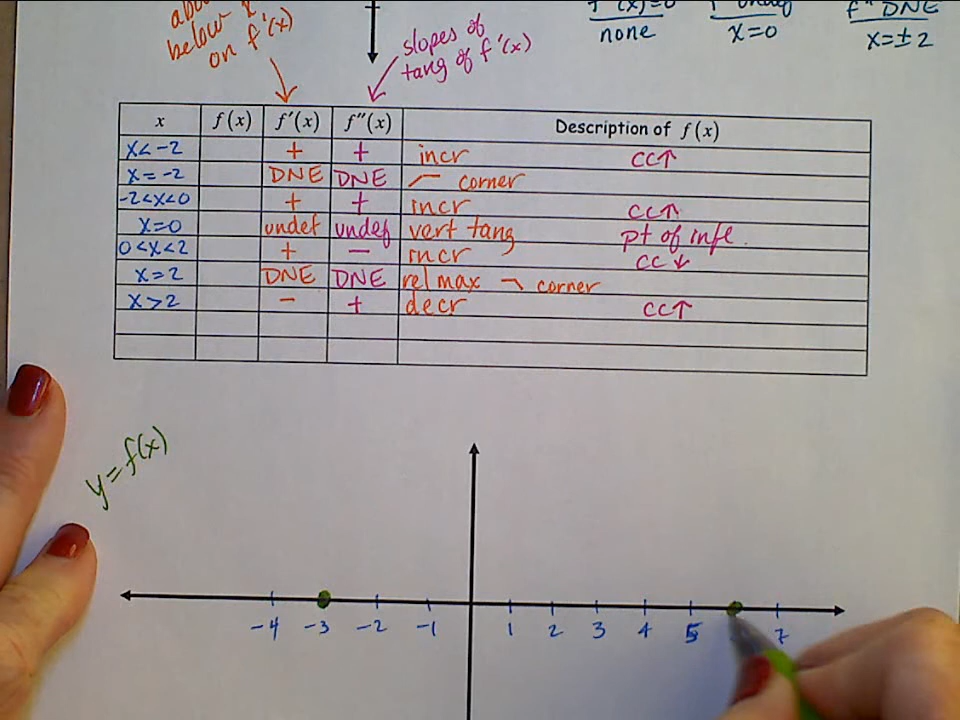 below
on f'(x)
slopes of
tang of f'(x)
none
x=0
f" DNE
x=±2
x f(x) f'(x) f"(x) Description of f(x)
x<-2 + + incr CC↑
x=-2 DNE DNE corner
-2<x<0 + + incr CC↑
x=0 undef undef vert tang pt of infl.
0<x<2 + − incr CC↓
x=2 DNE DNE rel max corner
x>2 - + decr CC↑
y=f(x)
-4 -3 -2 -1 1 2 3 4 5 7